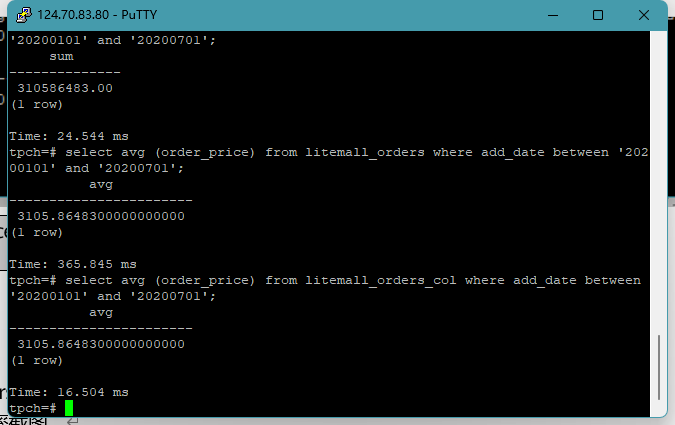 124.70.83.80 - PuTTY
'20200101' and '20200701';
sum
--------------
310586483.00
(1 row)
Time: 24.544 ms
tpch=# select avg (order_price) from litemall_orders where add_date between '202
00101' and '20200701';
avg
-----------------------
3105.8648300000000000
(1 row)
Time: 365.845 ms
tpch=# select avg (order_price) from litemall_orders_col where add_date between
'20200101' and '20200701';
avg
-----------------------
3105.8648300000000000
(1 row)
Time: 16.504 ms
tpch=#